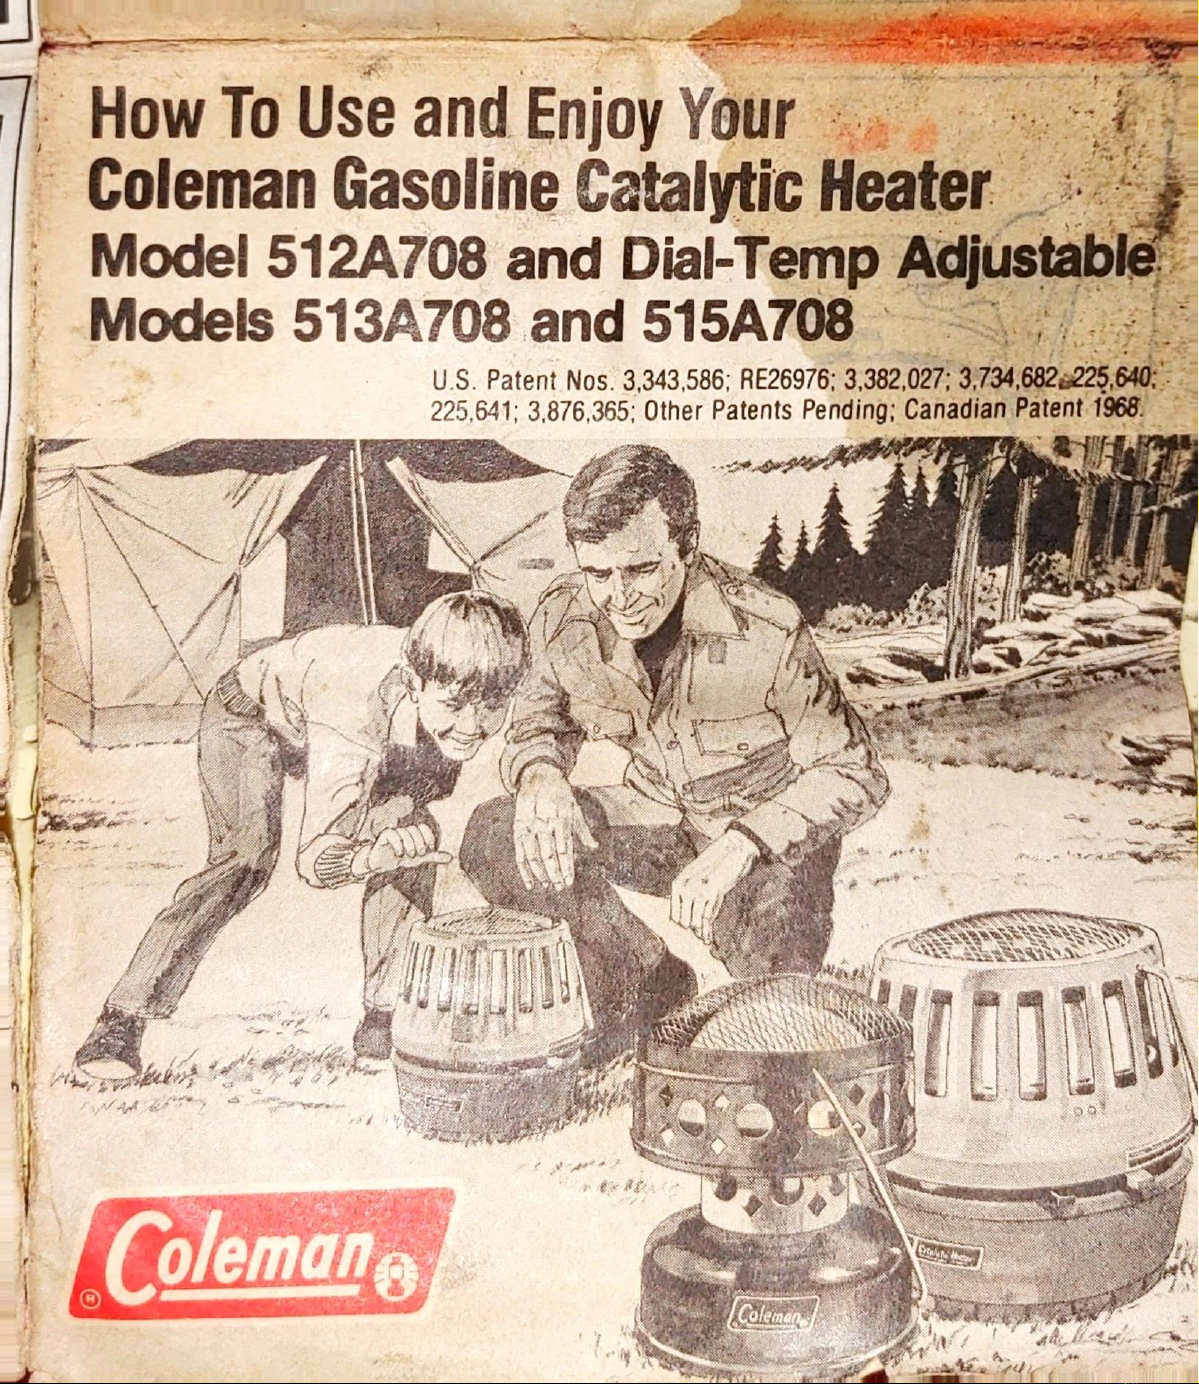 How To Use and Enjoy Your
Coleman Gasoline Catalytic Heater
Model 512A708 and Dial-Temp Adjustable
Models 513A708 and 515A708
U.S. Patent Nos. 3,343,586; RE26976; 3,382,027; 3,734,682; 225,640;
225,641; 3,876,365; Other Patents Pending; Canadian Patent 1968.
Catalytic Heater
Coleman
Coleman
®